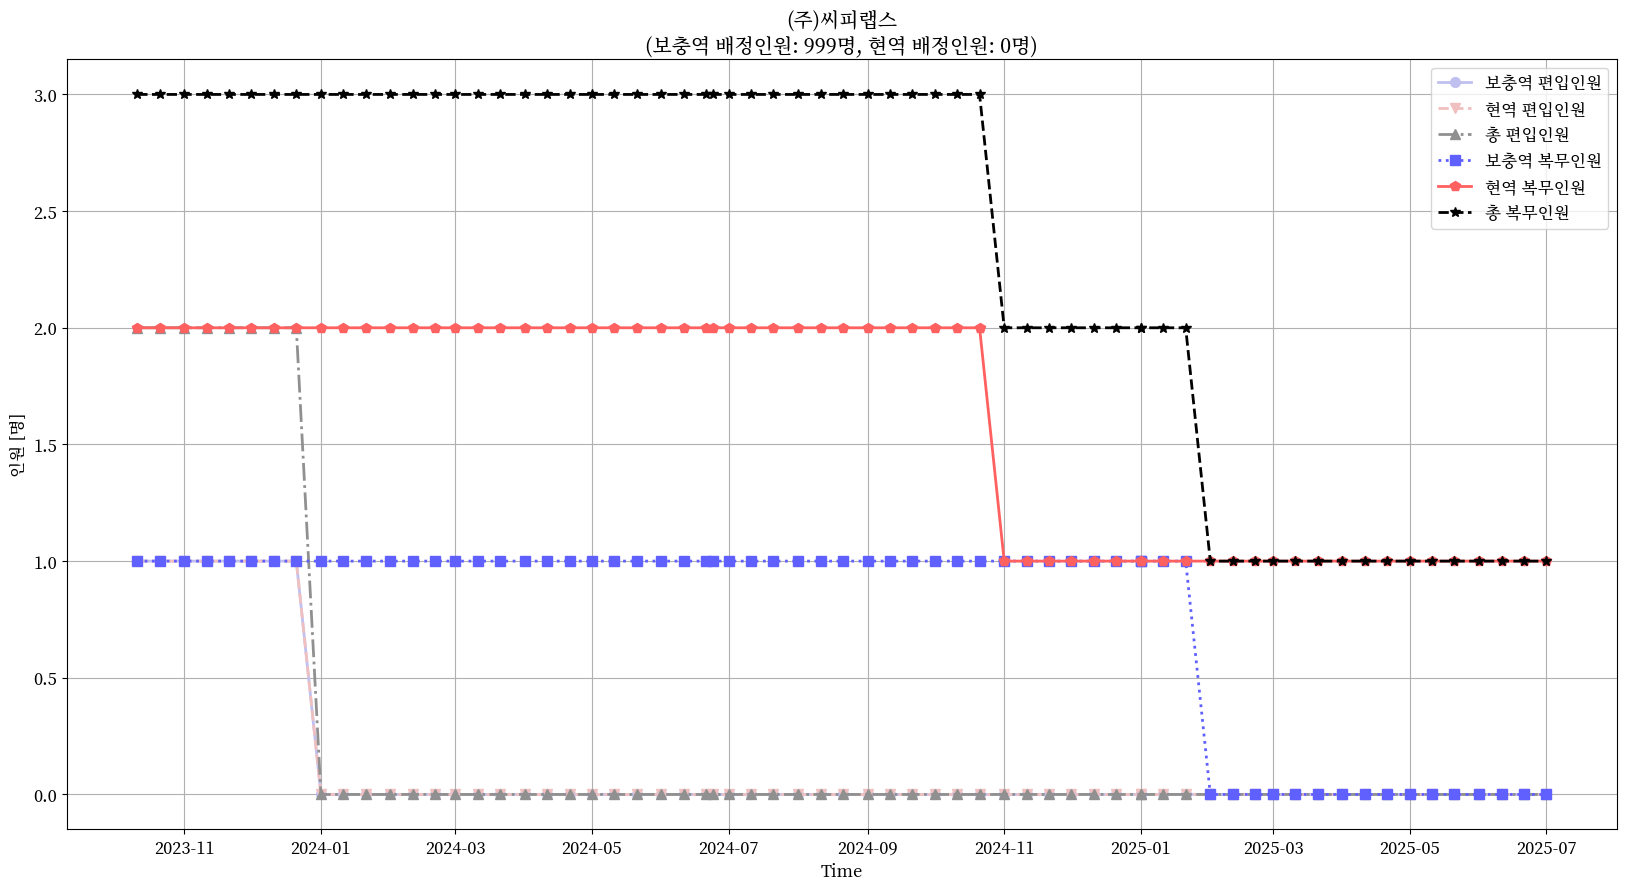 (주)씨피랩스
(보충역 배정인원: 999명, 현역 배정인원: 0명)
보충역 편입인원
현역 편입인원
총 편입인원
보충역 복무인원
현역 복무인원
총 복무인원
인원 [명]
3.0
2.5
2.0
1.5
1.0
0.5
0.0
2023-11 2024-01 2024-03 2024-05 2024-07 2024-09 2024-11 2025-01 2025-03 2025-05 2025-07
Time